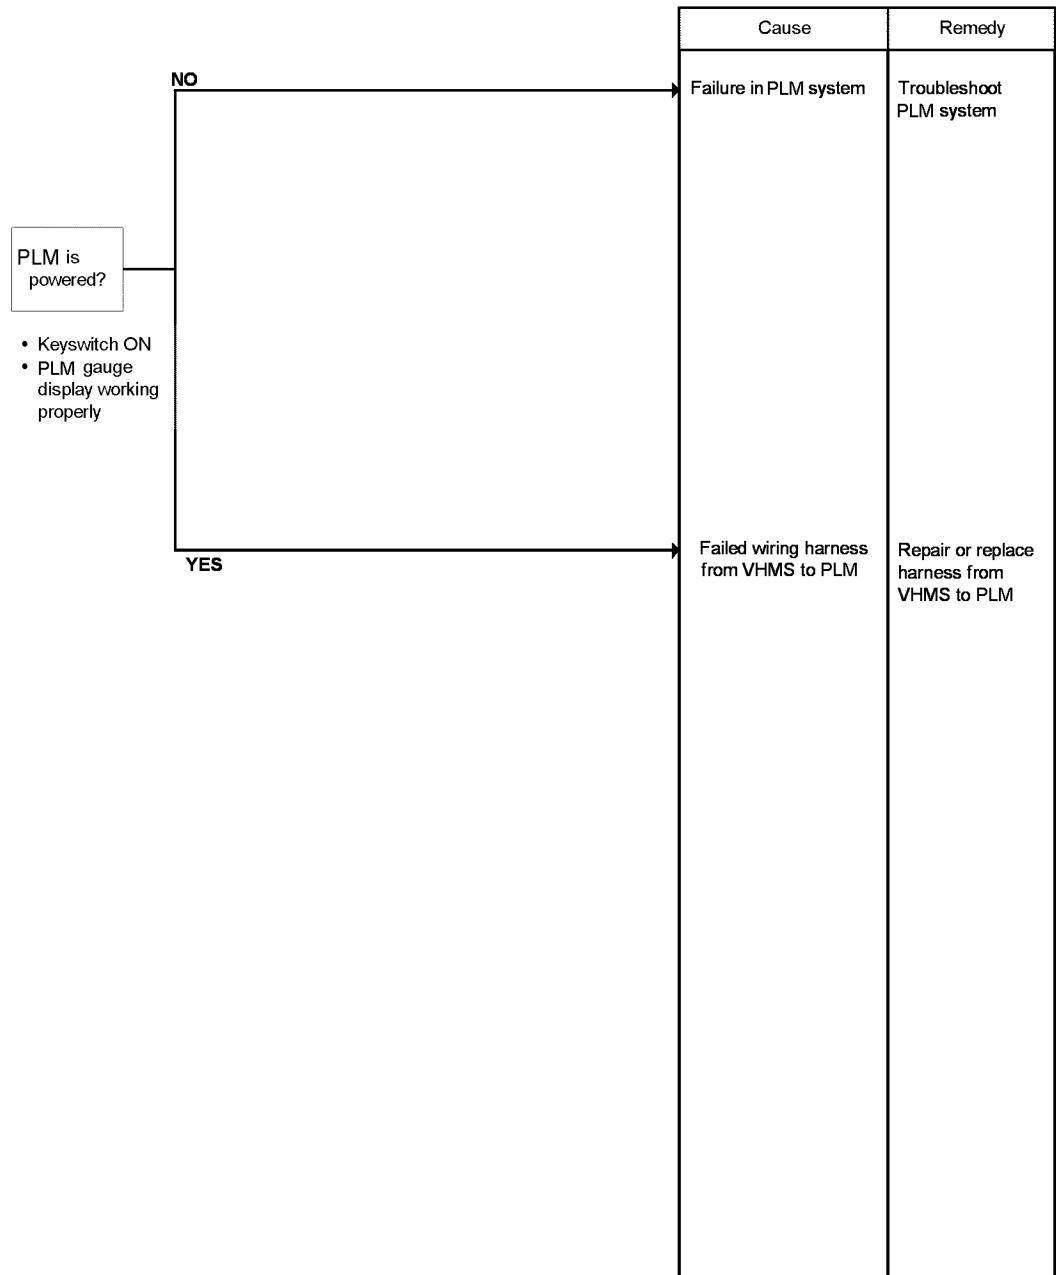 Cause
Remedy
NO
Failure in PLM system
Troubleshoot
PLM system
PLM is
powered?
• Keyswitch ON
• PLM gauge
display working
properly
YES
Failed wiring harness
from VHMS to PLM
Repair or replace
harness from
VHMS to PLM